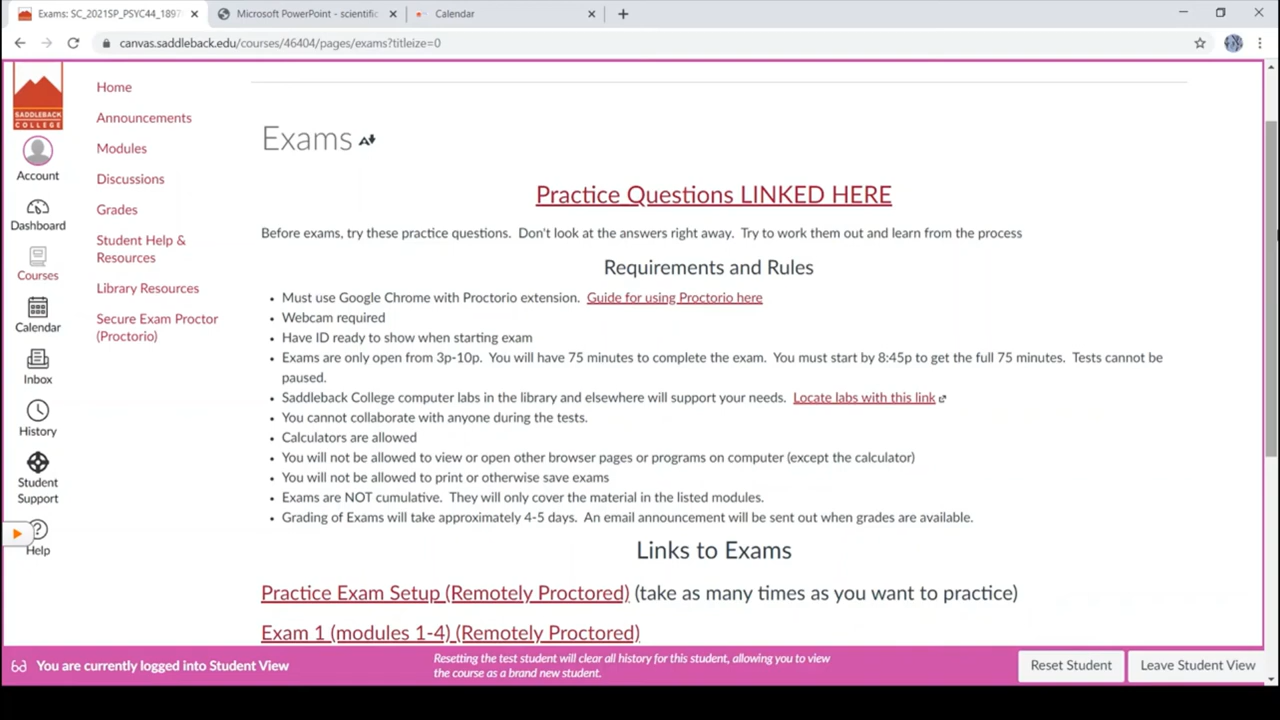 Exams: SC_2021SP_PSYC44_1897
Microsoft PowerPoint - scientific
Calendar
canvas.saddleback.edu/courses/46404/pages/exams?titleize=0
SADDLEBACK
COLLEGE
Account
Dashboard
Courses
Calendar
Inbox
History
Student
Support
Help
Home
Announcements
Modules
Discussions
Grades
Student Help &
Resources
Library Resources
Secure Exam Proctor
(Proctorio)
Exams
Practice Questions LINKED HERE
Before exams, try these practice questions. Don't look at the answers right away. Try to work them out and learn from the process
Requirements and Rules
• Must use Google Chrome with Proctorio extension. Guide for using Proctorio here
• Webcam required
• Have ID ready to show when starting exam
• Exams are only open from 3p-10p. You will have 75 minutes to complete the exam. You must start by 8:45p to get the full 75 minutes. Tests cannot be
paused.
• Saddleback College computer labs in the library and elsewhere will support your needs. Locate labs with this link
• You cannot collaborate with anyone during the tests.
• Calculators are allowed
• You will not be allowed to view or open other browser pages or programs on computer (except the calculator)
• You will not be allowed to print or otherwise save exams
• Exams are NOT cumulative. They will only cover the material in the listed modules.
• Grading of Exams will take approximately 4-5 days. An email announcement will be sent out when grades are available.
Links to Exams
Practice Exam Setup (Remotely Proctored) (take as many times as you want to practice)
Exam 1 (modules 1-4) (Remotely Proctored)
You are currently logged into Student View
Resetting the test student will clear all history for this student, allowing you to view
the course as a brand new student.
Reset Student
Leave Student View